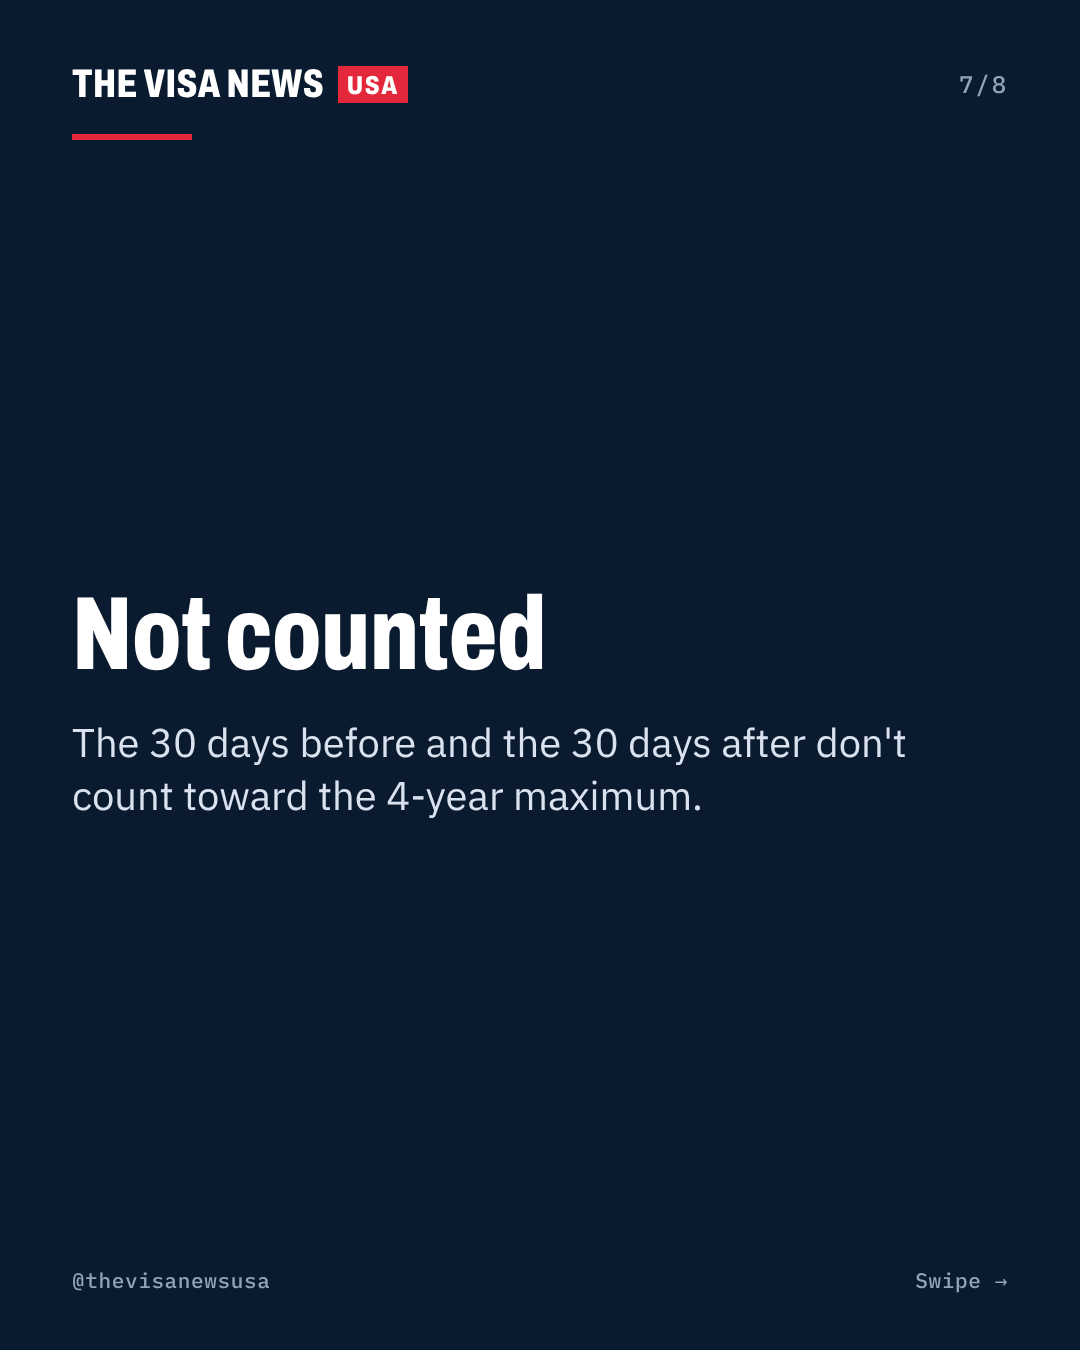 THE VISA NEWS USA
7/8
Not counted
The 30 days before and the 30 days after don't
count toward the 4-year maximum.
@thevisanewsusa
Swipe →